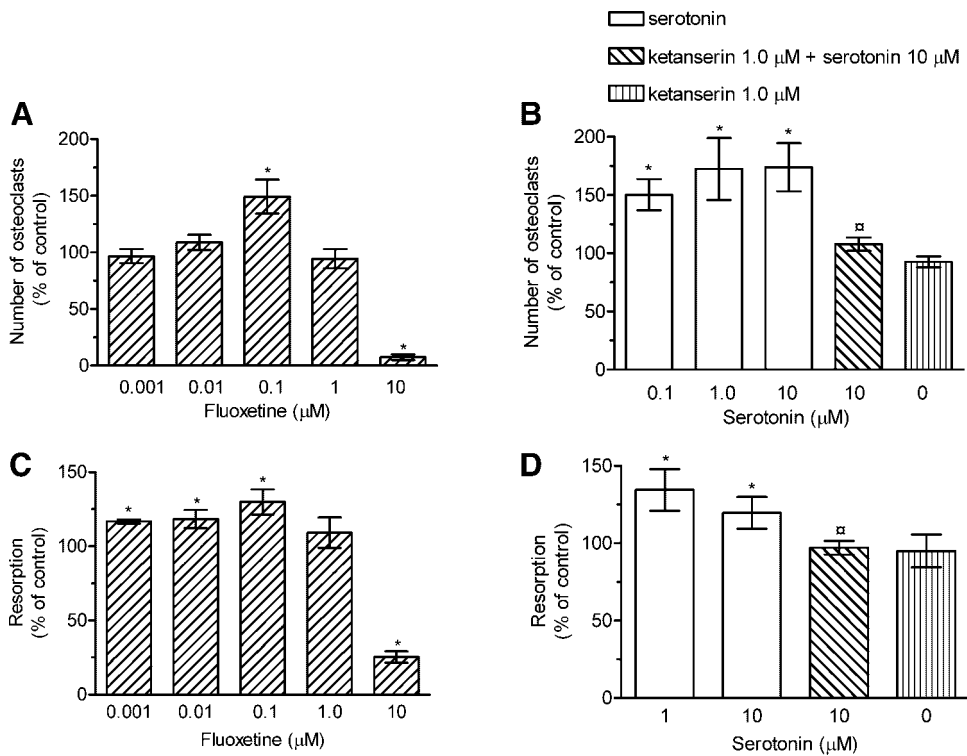 serotonin
ketanserin 1.0 μM + serotonin 10 μM
ketanserin 1.0 μM
A
Number of osteoclasts
(% of control)
200
150
100
50
0
*
*
0.001 0.01 0.1 1 10
Fluoxetine (μM)
B
Number of osteoclasts
(% of control)
200
150
100
50
0
*
*
*
¤
0.1 1.0 10 10 0
Serotonin (μM)
C
Resorption
(% of control)
150
100
50
0
*
*
*
*
0.001 0.01 0.1 1.0 10
Fluoxetine (μM)
D
Resorption
(% of control)
150
100
50
0
*
*
¤
1 10 10 0
Serotonin (μM)